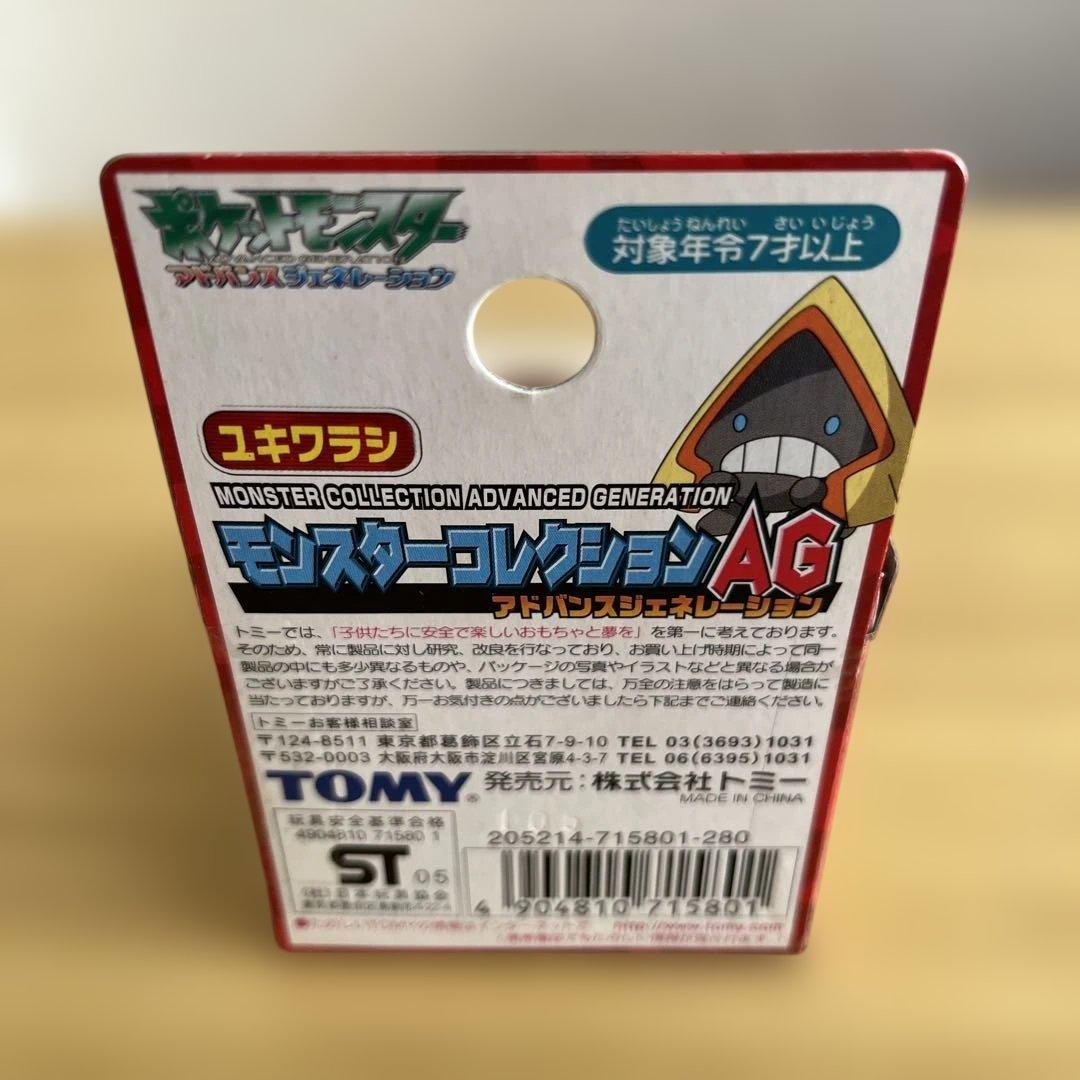 ポケットモンスター
ADVANCED GENERATION
アドバンスジェネレーション
たいしょうねんれい さいいじょう
対象年令7才以上
ユキワラシ
MONSTER COLLECTION ADVANCED GENERATION
モンスターコレクションAG
アドバンスジェネレーション
トミーでは、「子供たちに安全で楽しいおもちゃと夢を」を第一に考えております。
そのため、常に製品に対し研究、改良を行なっており、お買い上げ時期によって同一
製品の中にも多少異なるものや、パッケージの写真やイラストなどと異なる場合が
ございますがご了承ください。製品につきましては、万全の注意をはらって製造に
当たっておりますが、万一お気付きの点がございましたら下記までご連絡ください。
トミーお客様相談室
〒124-8511 東京都葛飾区立石7-9-10 TEL 03(3693)1031
〒532-0003 大阪府大阪市淀川区宮原4-3-7 TEL 06(6395)1031
TOMY® 発売元：株式会社トミー
MADE IN CHINA
玩具安全基準合格
4904810 71580 1
ST 05
(社)日本玩具協会
205214-715801-280
4 904810 715801
http://www.tomy.com